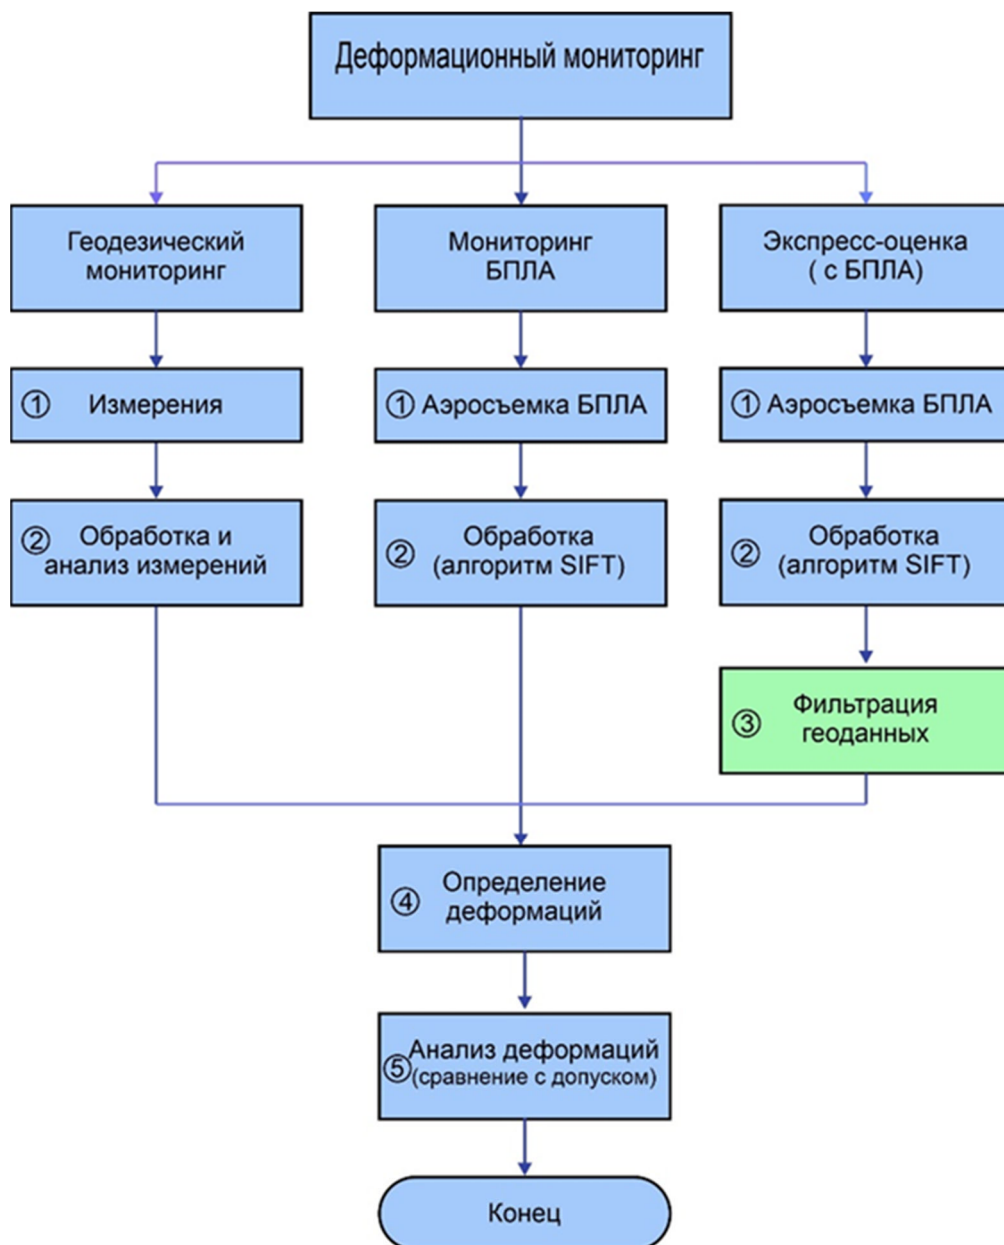 Деформационный мониторинг
Геодезический
мониторинг
Мониторинг
БПЛА
Экспресс-оценка
( с БПЛА)
① Измерения
① Аэросъемка БПЛА
① Аэросъемка БПЛА
② Обработка и
анализ измерений
② Обработка
(алгоритм SIFT)
② Обработка
(алгоритм SIFT)
③ Фильтрация
геоданных
④ Определение
деформаций
⑤ Анализ деформаций
(сравнение с допуском)
Конец